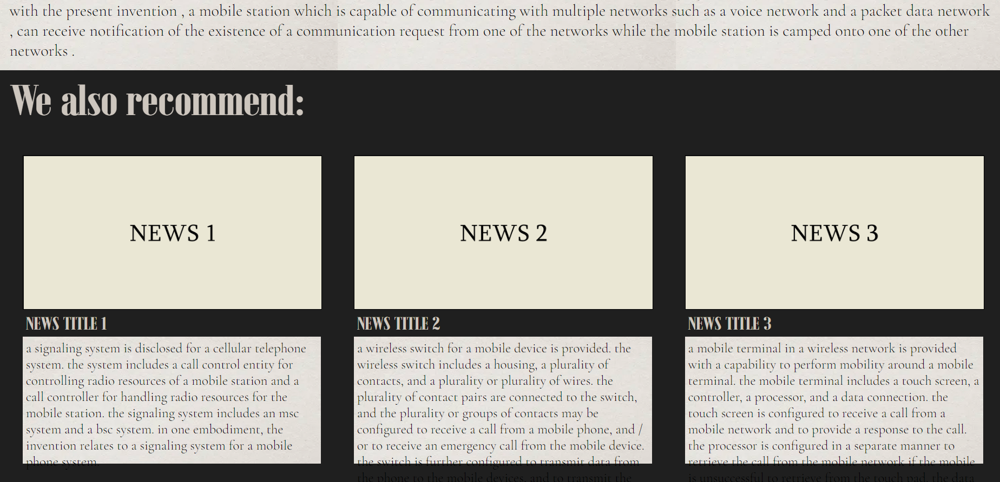 with the present invention , a mobile station which is capable of communicating with multiple networks such as a voice network and a packet data network
, can receive notification of the existence of a communication request from one of the networks while the mobile station is camped onto one of the other
networks .
We also recommend:
NEWS 1
NEWS TITLE 1
a signaling system is disclosed for a cellular telephone
system. the system includes a call control entity for
controlling radio resources of a mobile station and a
call controller for handling radio resources for the
mobile station. the signaling system includes an msc
system and a bsc system. in one embodiment, the
invention relates to a signaling system for a mobile
phone system.
NEWS 2
NEWS TITLE 2
a wireless switch for a mobile device is provided. the
wireless switch includes a housing, a plurality of
contacts, and a plurality or plurality of wires. the
plurality of contact pairs are connected to the switch,
and the plurality or groups of contacts may be
configured to receive a call from a mobile phone, and /
or to receive an emergency call from the mobile device.
the switch is further configured to transmit data from
the phone to the mobile devices, and to transmit the
NEWS 3
NEWS TITLE 3
a mobile terminal in a wireless network is provided
with a capability to perform mobility around a mobile
terminal. the mobile terminal includes a touch screen, a
controller, a processor, and a data connection. the
touch screen is configured to receive a call from a
mobile network and to provide a response to the call.
the processor is configured in a separate manner to
retrieve the call from the mobile network if the mobile
is unsuccessful to retrieve from the touch pad. the data